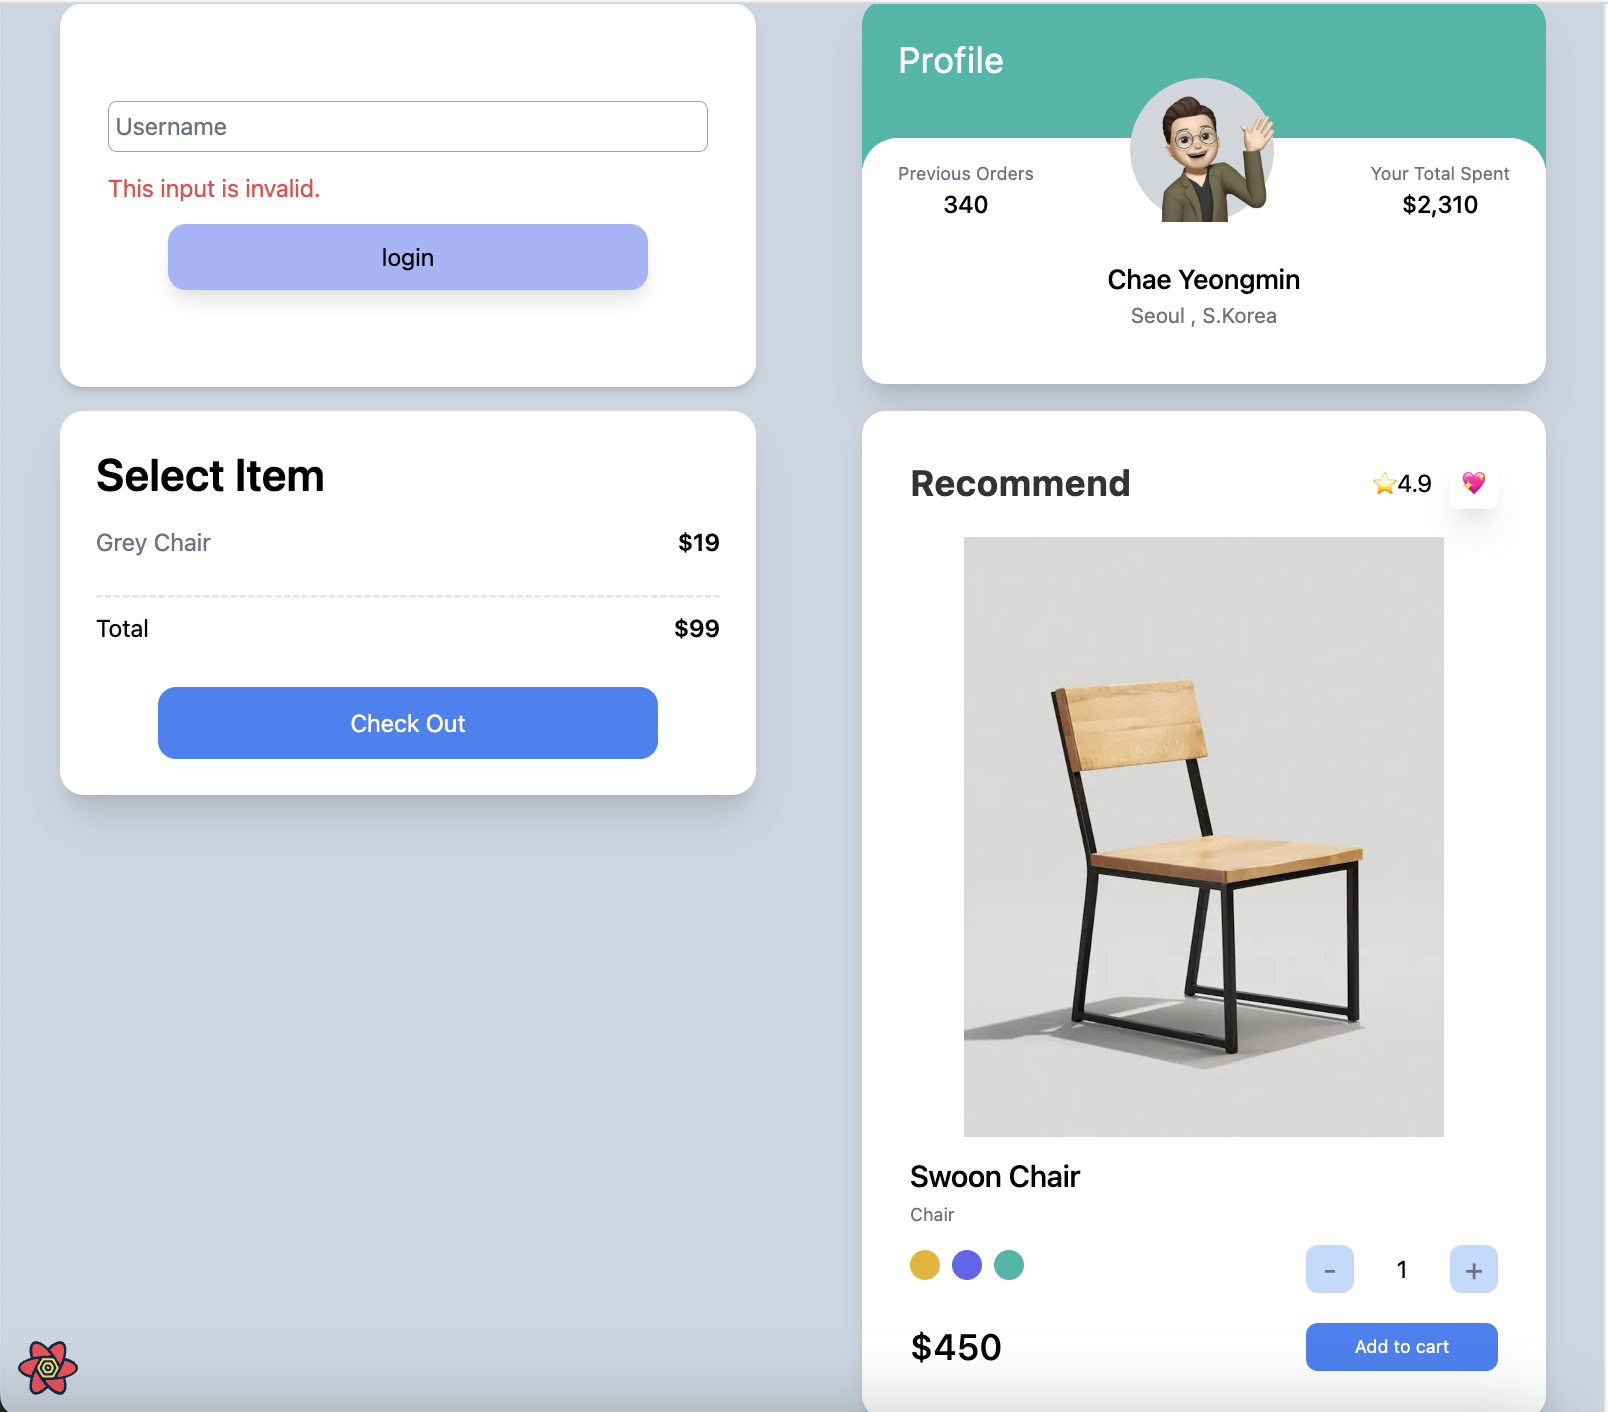 Username
This input is invalid.
login
Select Item
Grey Chair $19
Total $99
Check Out
Profile
Previous Orders
340
Your Total Spent
$2,310
Chae Yeongmin
Seoul , S.Korea
Recommend ⭐4.9 💖
Swoon Chair
Chair
- 1 +
$450 Add to cart